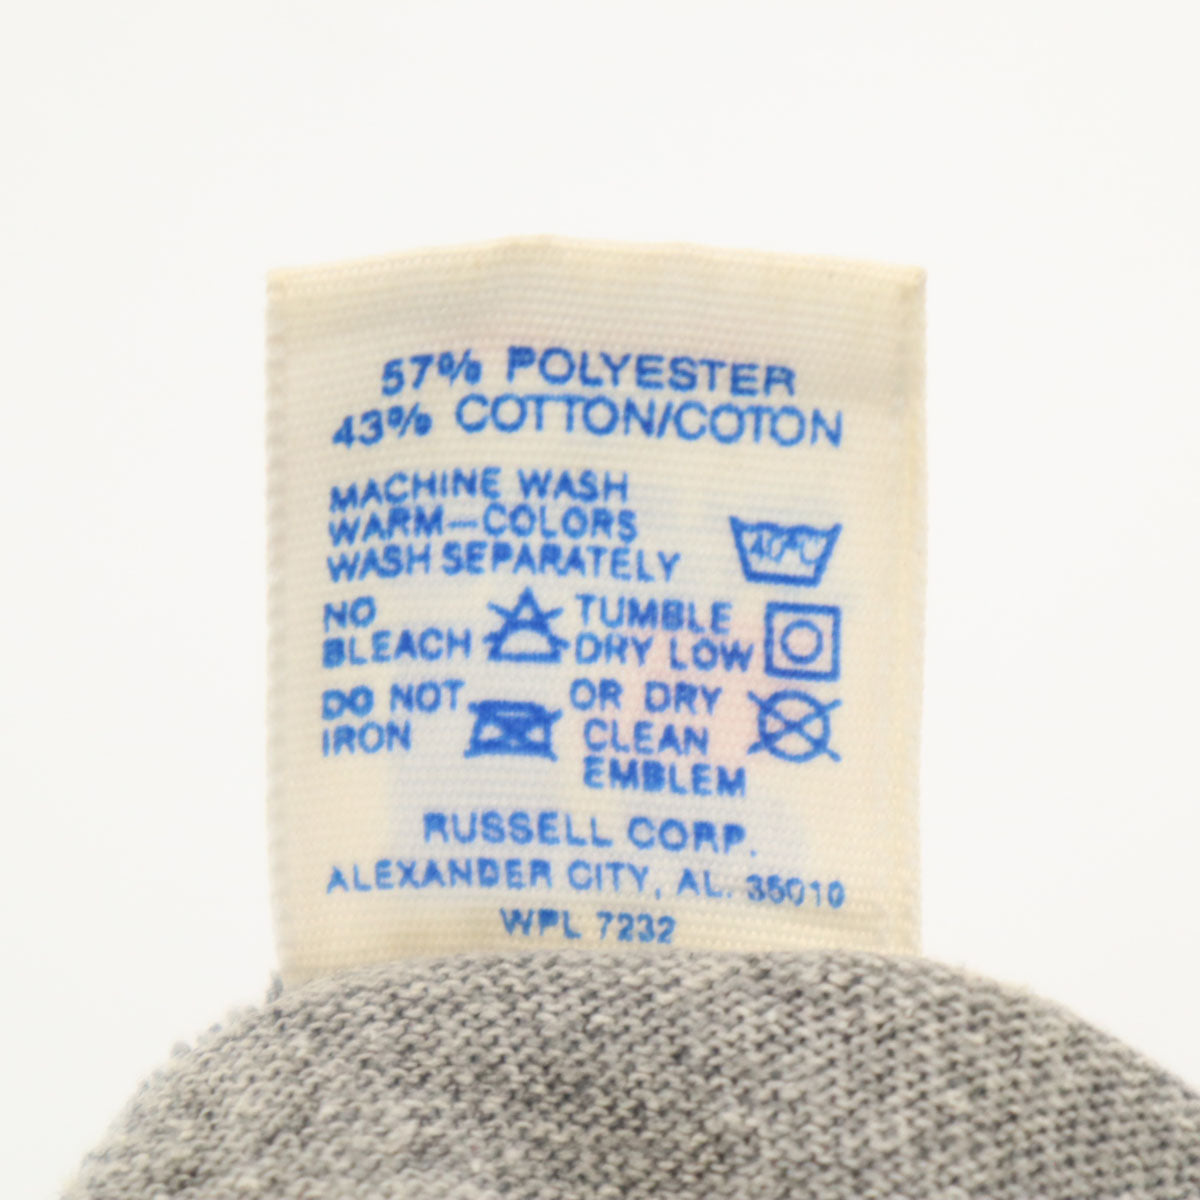 57% POLYESTER
43% COTTON/COTON
MACHINE WASH
WARM—COLORS
WASH SEPARATELY
40°C
NO
BLEACH
TUMBLE
DRY LOW
DO NOT
IRON
OR DRY
CLEAN
EMBLEM
RUSSELL CORP.
ALEXANDER CITY, AL. 35010
WPL 7232